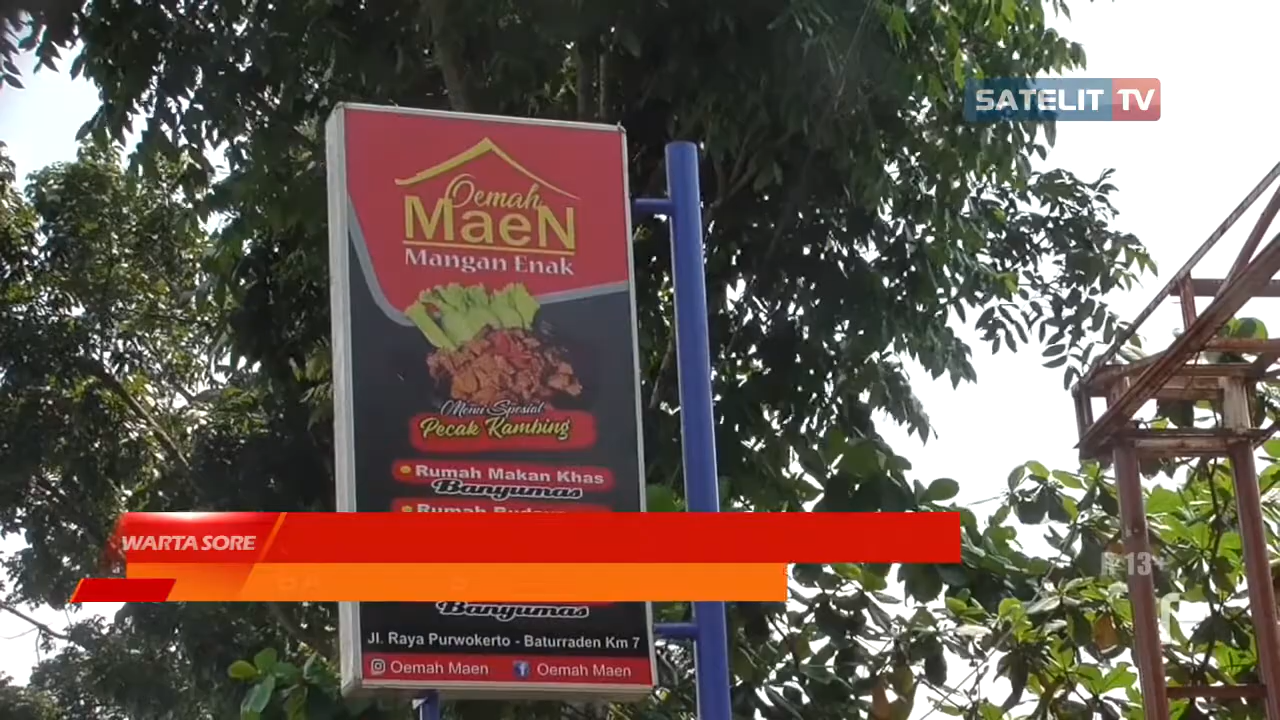 SATELIT TV
Oemah
MaeN
Mangan Enak
Menu Spesial
Pecak Kambing
Rumah Makan Khas
Banyumas
WARTA SORE
R13+
Banyumas
Jl. Raya Purwokerto - Baturraden Km 7
Oemah Maen Oemah Maen